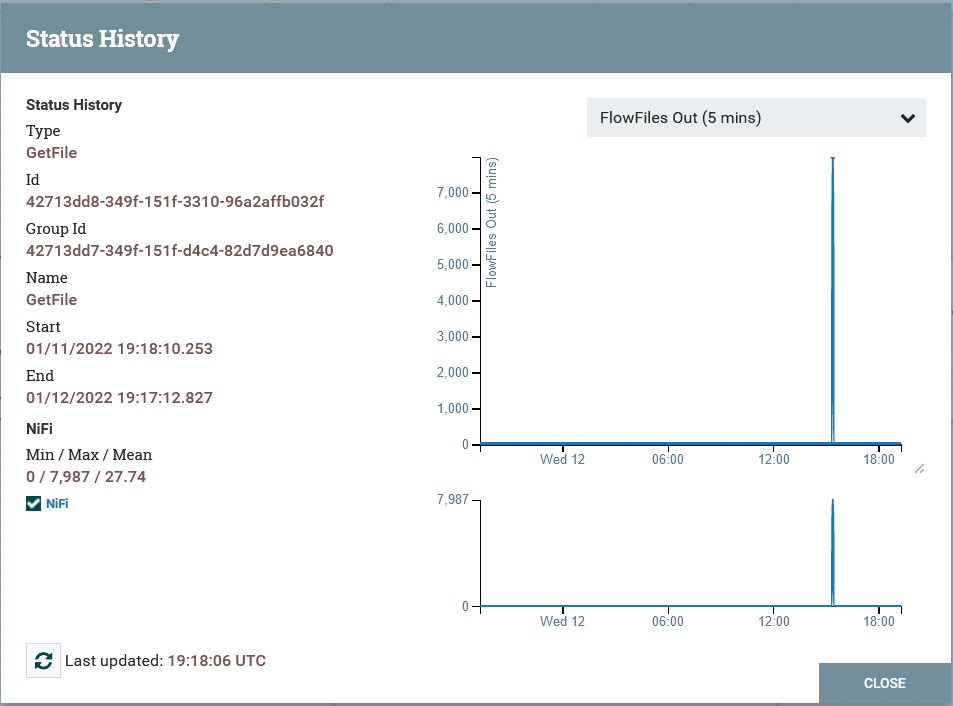 Status History
Status History
Type
GetFile
Id
42713dd8-349f-151f-3310-96a2affb032f
Group Id
42713dd7-349f-151f-d4c4-82d7d9ea6840
Name
GetFile
Start
01/11/2022 19:18:10.253
End
01/12/2022 19:17:12.827
NiFi
Min / Max / Mean
0 / 7,987 / 27.74
NiFi
FlowFiles Out (5 mins)
FlowFiles Out (5 mins)
7,000
6,000
5,000
4,000
3,000
2,000
1,000
0
Wed 12 06:00 12:00 18:00
7,987
0
Wed 12 06:00 12:00 18:00
Last updated: 19:18:06 UTC
CLOSE